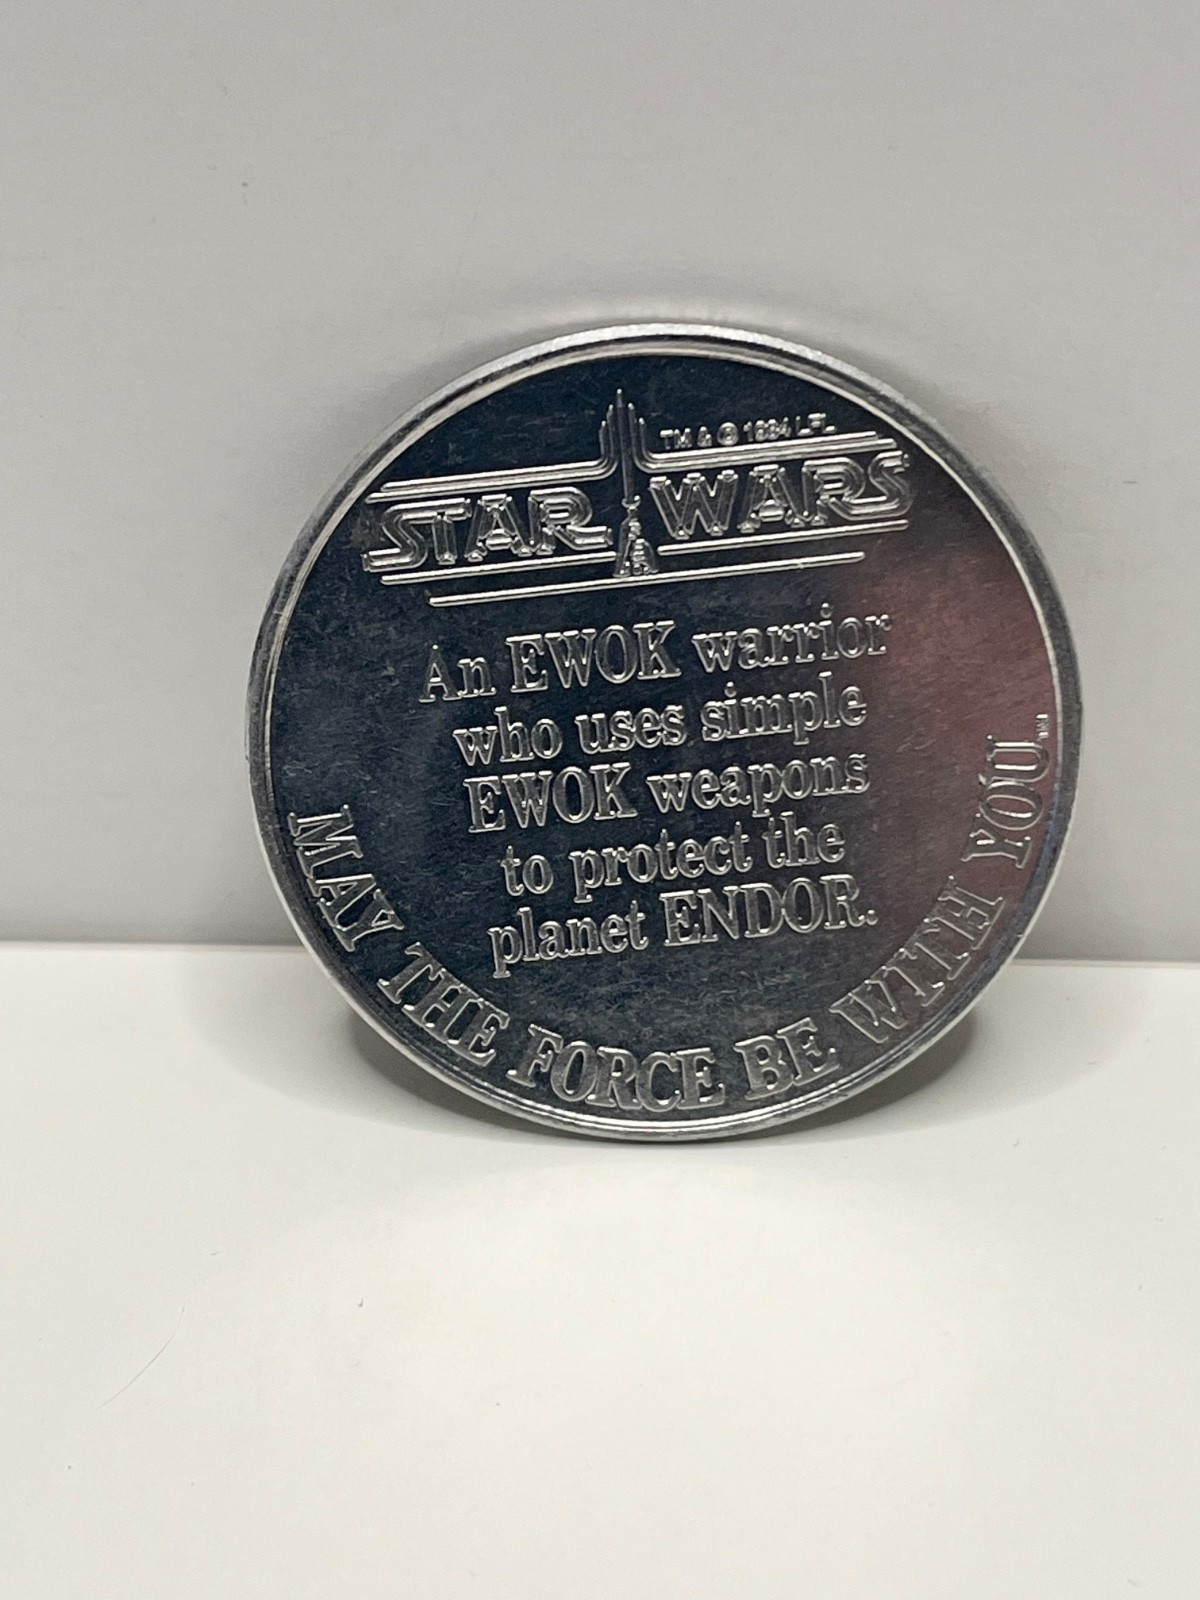 TM & © 1984 LFL
STAR WARS
An EWOK warrior
who uses simple
EWOK weapons
to protect the
planet ENDOR.
MAY THE FORCE BE WITH YOU.™